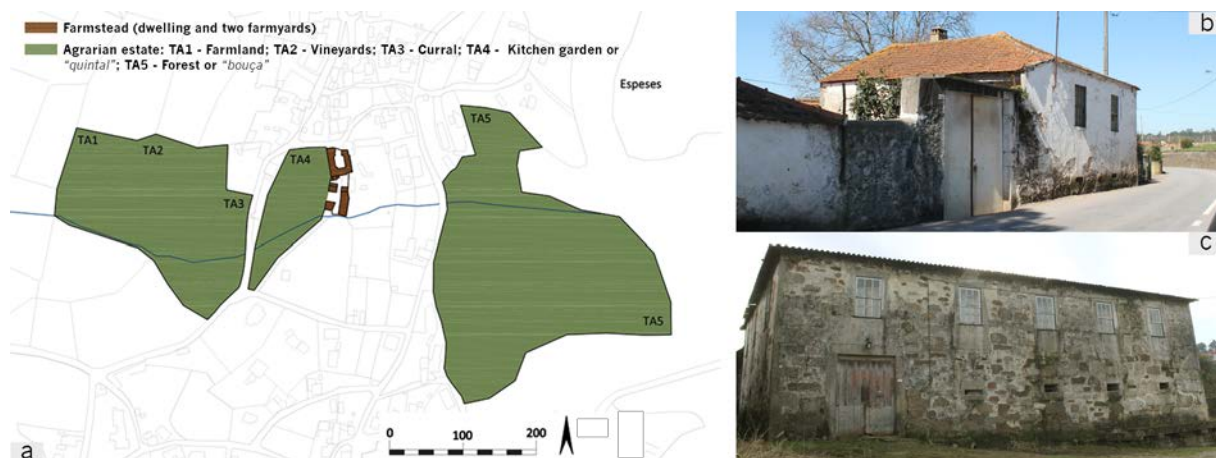 Farmstead (dwelling and two farmyards)
Agrarian estate: TA1 - Farmland; TA2 - Vineyards; TA3 - Curral; TA4 - Kitchen garden or
"quintal"; TA5 - Forest or "bouça"
Espeses
TA5
TA1
TA2
TA4
TA3
TA5
0 100 200
a
b
c